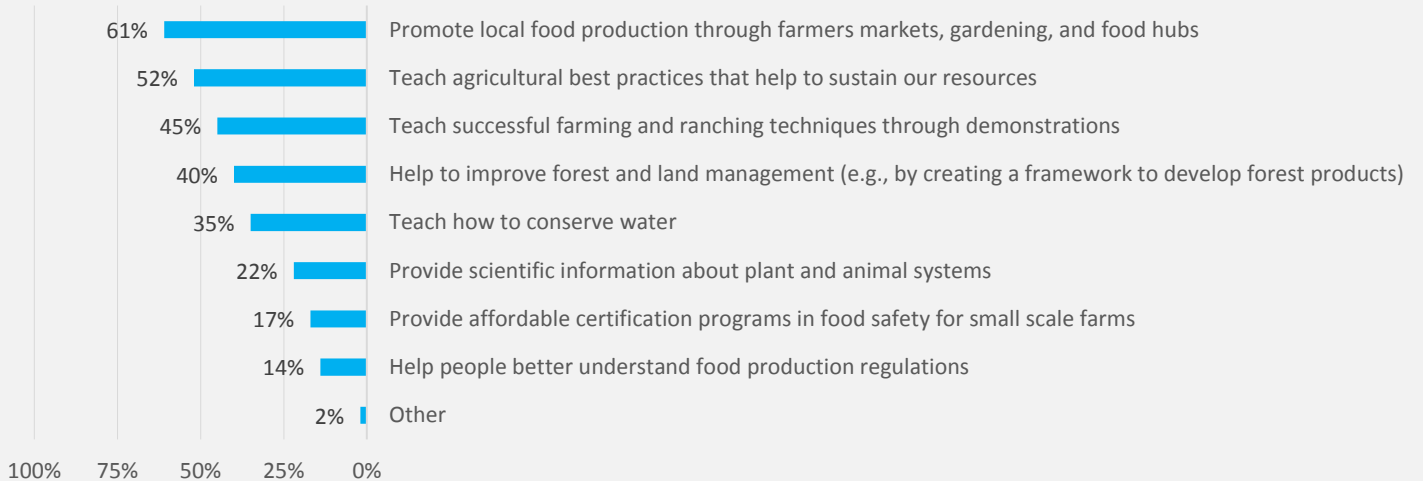 61% Promote local food production through farmers markets, gardening, and food hubs
52% Teach agricultural best practices that help to sustain our resources
45% Teach successful farming and ranching techniques through demonstrations
40% Help to improve forest and land management (e.g., by creating a framework to develop forest products)
35% Teach how to conserve water
22% Provide scientific information about plant and animal systems
17% Provide affordable certification programs in food safety for small scale farms
14% Help people better understand food production regulations
2% Other
100% 75% 50% 25% 0%